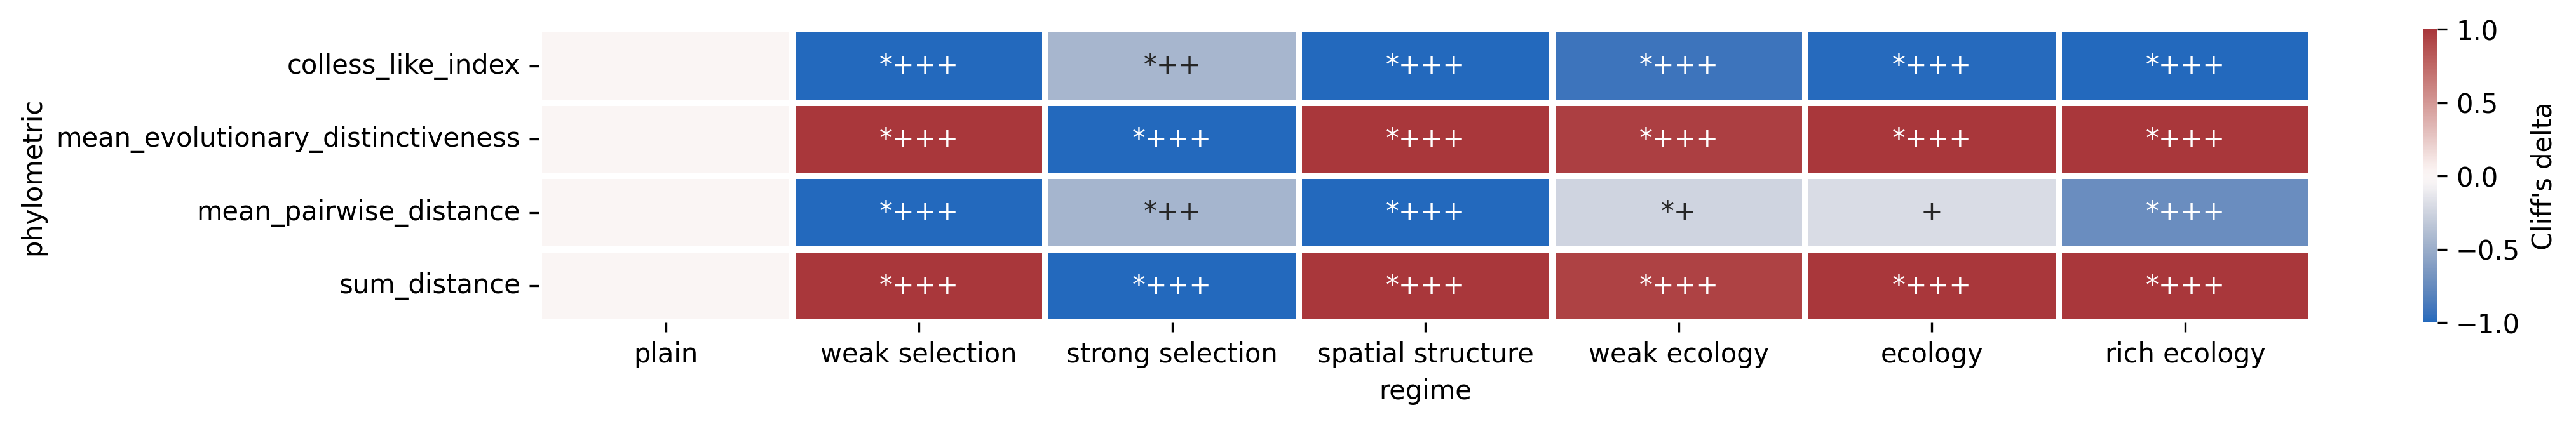 phylometric
colless_like_index *+++ *++ *+++ *+++ *+++ *+++
mean_evolutionary_distinctiveness *+++ *+++ *+++ *+++ *+++ *+++
mean_pairwise_distance *+++ *++ *+++ *+ + *+++
sum_distance *+++ *+++ *+++ *+++ *+++ *+++
plain weak selection strong selection spatial structure weak ecology ecology rich ecology
regime
1.0
0.5
0.0
−0.5
−1.0
Cliff's delta